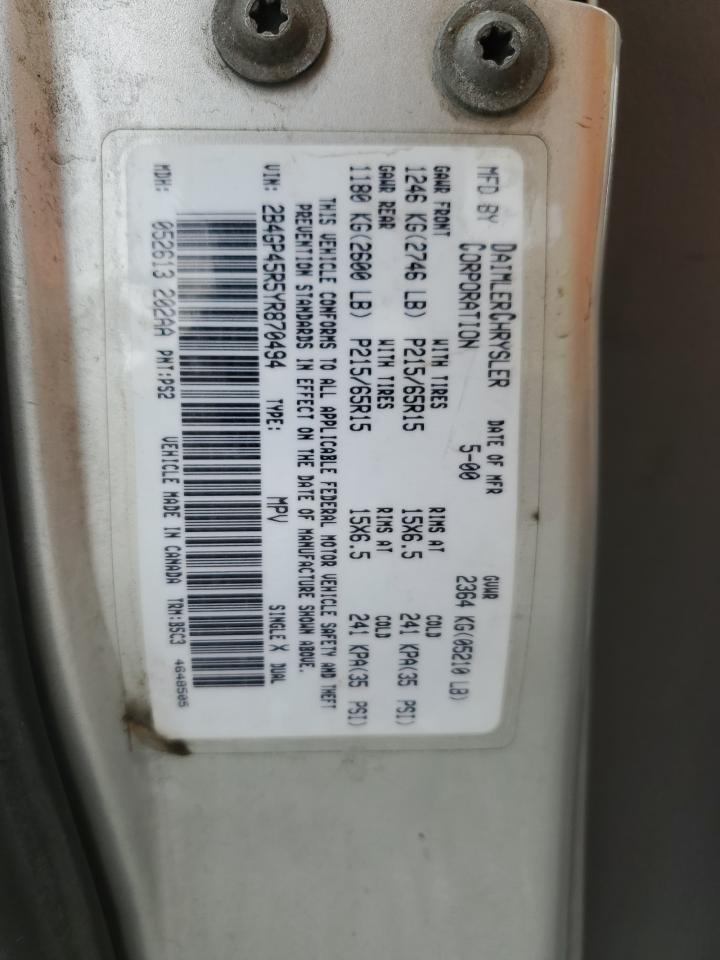 MFD BY DAIMLERCHRYSLER DATE OF MFR GVWR
CORPORATION 5-00 2364 KG(05210 LB)
GAWR FRONT WITH TIRES RIMS AT COLD
1246 KG(2746 LB) P215/65R15 15X6.5 241 KPA(35 PSI)
GAWR REAR WITH TIRES RIMS AT COLD
1180 KG(2600 LB) P215/65R15 15X6.5 241 KPA(35 PSI)
THIS VEHICLE CONFORMS TO ALL APPLICABLE FEDERAL MOTOR VEHICLE SAFETY AND THEFT
PREVENTION STANDARDS IN EFFECT ON THE DATE OF MANUFACTURE SHOWN ABOVE.
VIN: 2B4GP45R5YR870494 TYPE: MPV SINGLE X DUAL
MDH: 052613 202AA PNT:PS2 VEHICLE MADE IN CANADA TRM:B5C3 4648505